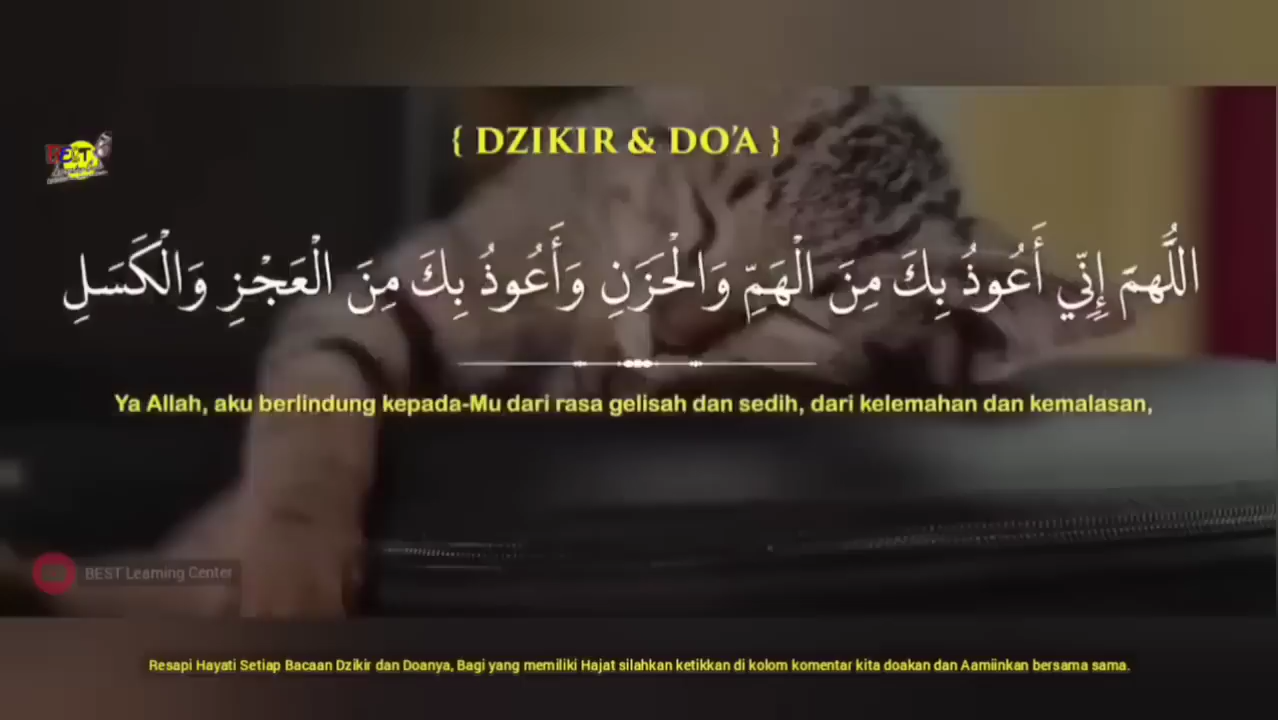 BEST
{ DZIKIR & DO’A }
اللَّهمَّ إِنِّي أَعُوذُ بِكَ مِنَ الْهَمِّ وَالْحَزَنِ وَأَعُوذُ بِكَ مِنَ الْعَجْزِ وَالْكَسَلِ
Ya Allah, aku berlindung kepada-Mu dari rasa gelisah dan sedih, dari kelemahan dan kemalasan,
BEST Learning Center
Resapi Hayati Setiap Bacaan Dzikir dan Doanya, Bagi yang memiliki Hajat silahkan ketikkan di kolom komentar kita doakan dan Aamiinkan bersama sama.